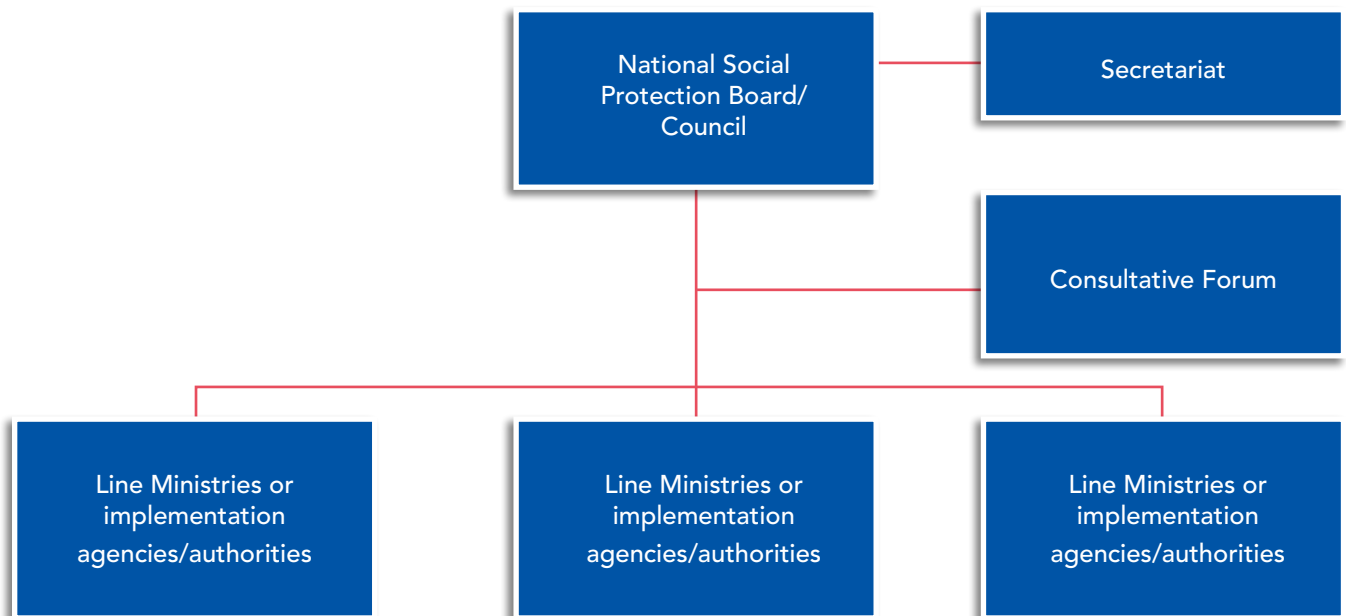 National Social
Protection Board/
Council
Secretariat
Consultative Forum
Line Ministries or
implementation
agencies/authorities
Line Ministries or
implementation
agencies/authorities
Line Ministries or
implementation
agencies/authorities